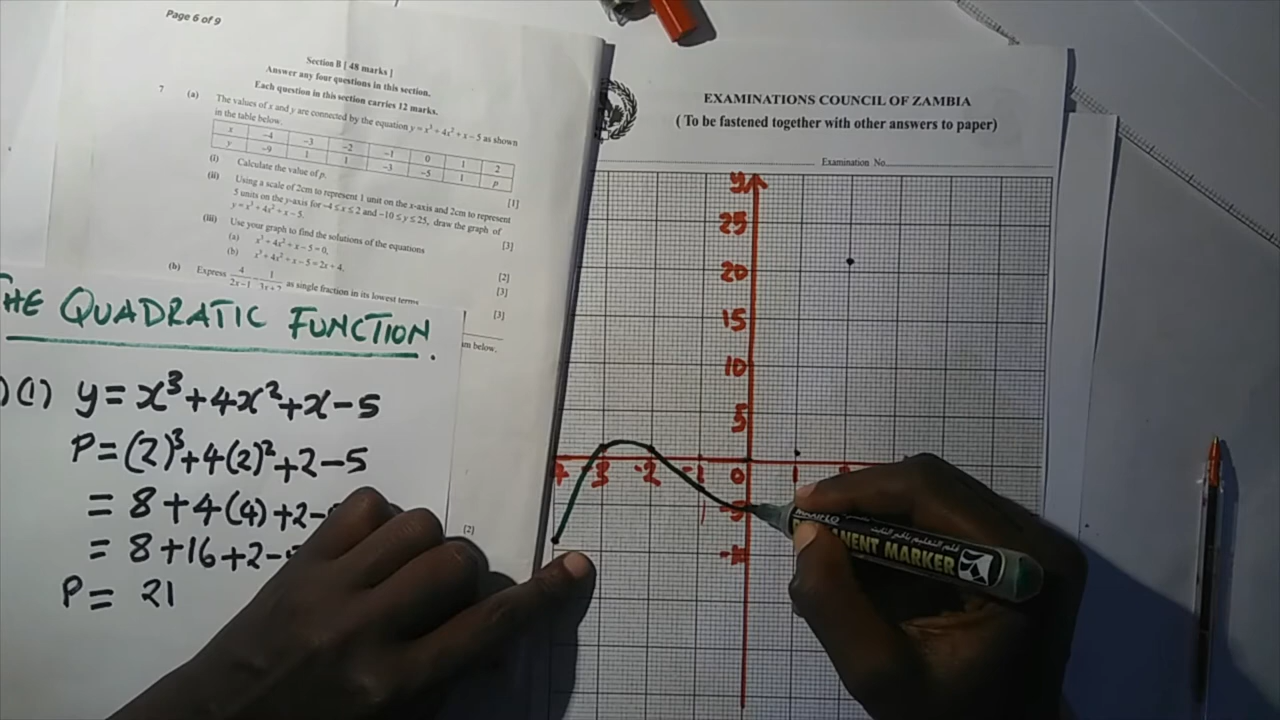 Page 6 of 9
Section B [ 48 marks ]
Answer any four questions in this section.
Each question in this section carries 12 marks.
7 (a) The values of x and y are connected by the equation y = x³ + 4x² + x − 5 as shown
in the table below.
x −4 −3 −2 −1 0 1 2
y −9 1 1 −3 −5 1 p
(i) Calculate the value of p. [1]
(ii) Using a scale of 2cm to represent 1 unit on the x-axis and 2cm to represent
5 units on the y-axis for −4 ≤ x ≤ 2 and −10 ≤ y ≤ 25, draw the graph of
y = x³ + 4x² + x − 5. [3]
(iii) Use your graph to find the solutions of the equations
(a) x³ + 4x² + x − 5 = 0, [2]
(b) x³ + 4x² + x − 5 = 2x + 4. [3]
(b) Express 4/2x−1 − 1/3x+ as single fraction in its lowest terms [3]
below,
[2]
HE QUADRATIC FUNCTION.
)(i) y = x³ + 4x² + x − 5
P = (2)³ + 4(2)² + 2 − 5
= 8 + 4(4) + 2 −
= 8 + 16 + 2 −
P = 21
EXAMINATIONS COUNCIL OF ZAMBIA
( To be fastened together with other answers to paper)
Examination No.
y
25
20
15
10
5
-3 -2 -1 0 1 2
-5
PERMANENT MARKER